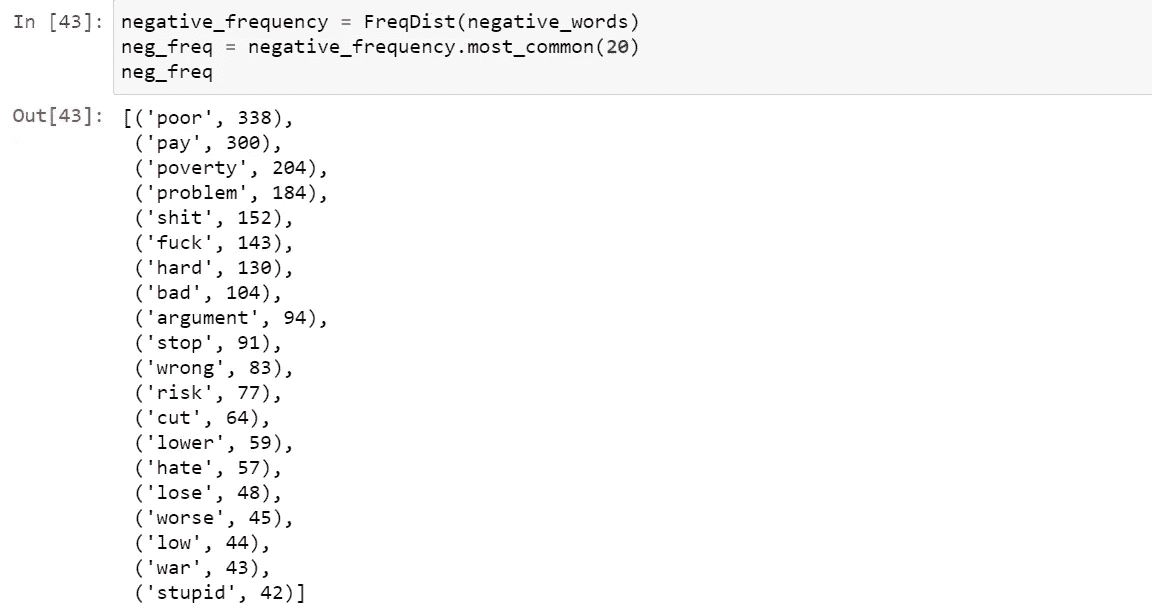 In [43]: negative_frequency = FreqDist(negative_words)
neg_freq = negative_frequency.most_common(20)
neg_freq
Out[43]: [('poor', 338),
('pay', 300),
('poverty', 204),
('problem', 184),
('shit', 152),
('fuck', 143),
('hard', 130),
('bad', 104),
('argument', 94),
('stop', 91),
('wrong', 83),
('risk', 77),
('cut', 64),
('lower', 59),
('hate', 57),
('lose', 48),
('worse', 45),
('low', 44),
('war', 43),
('stupid', 42)]